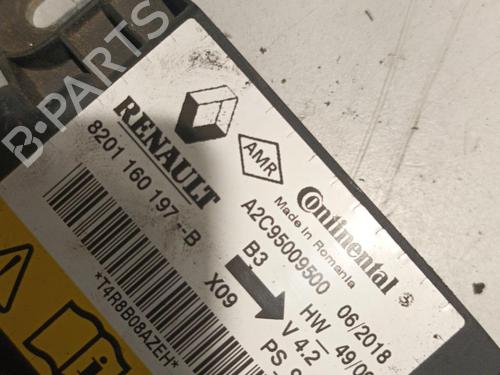 B-PARTS
RENAULT
8201 160 197--B
*T4R8B08AZEH*
AMR
Continental
Made in Romania
A2C95009500
B3
X09
06/2018
HW
V 4.2
PS